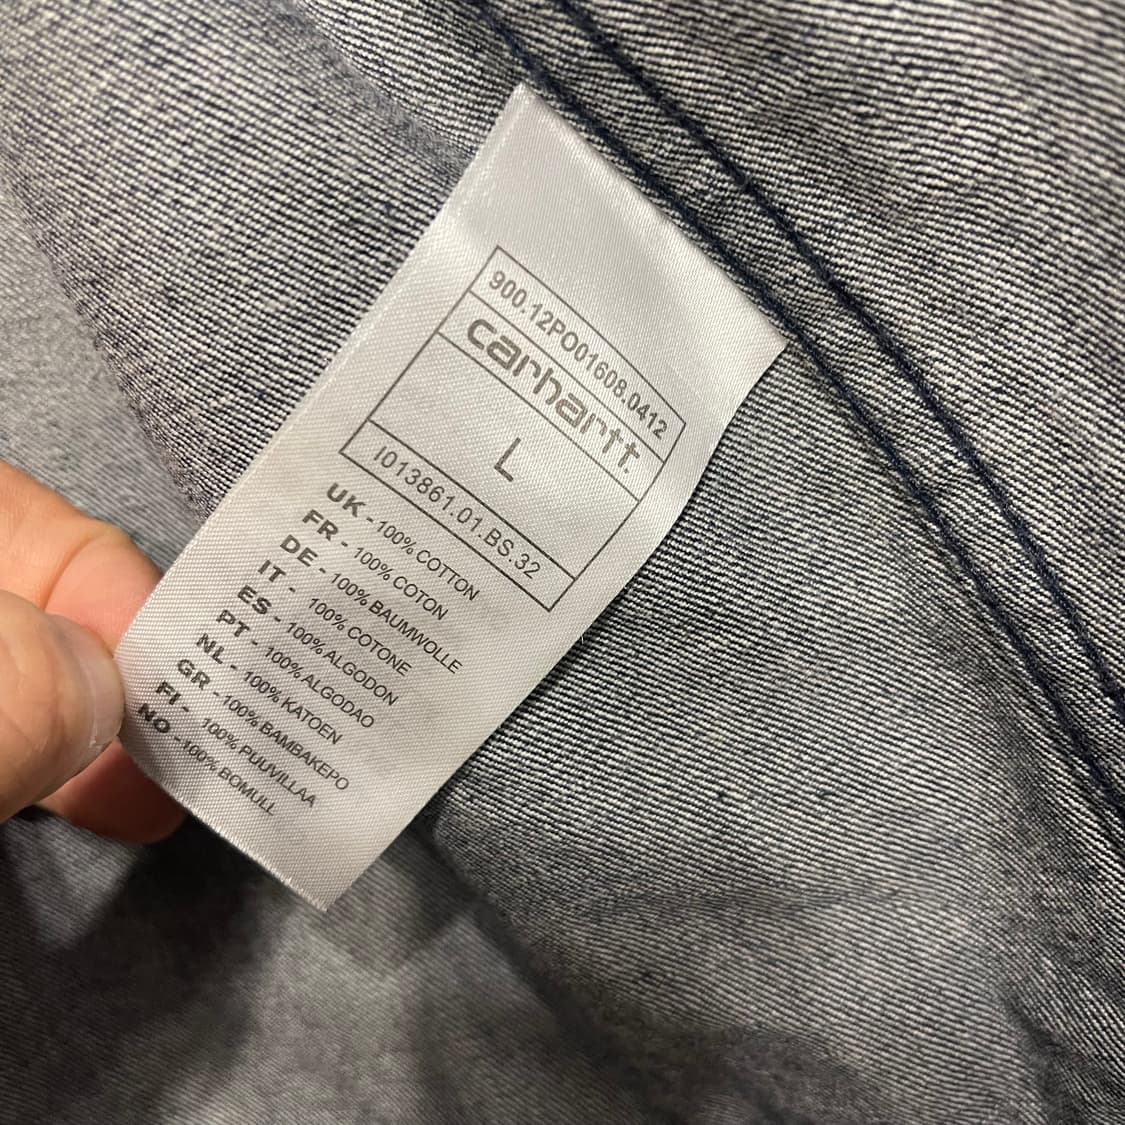 900.12PO01608.0412
carhartt.
L
I013861.01.BS.32
UK - 100% COTTON
FR - 100% COTON
DE - 100% BAUMWOLLE
IT - 100% COTONE
ES - 100% ALGODON
PT - 100% ALGODAO
NL - 100% KATOEN
GR - 100% BAMBAKEPO
FI - 100% PUUVILLAA
NO - 100% BOMULL